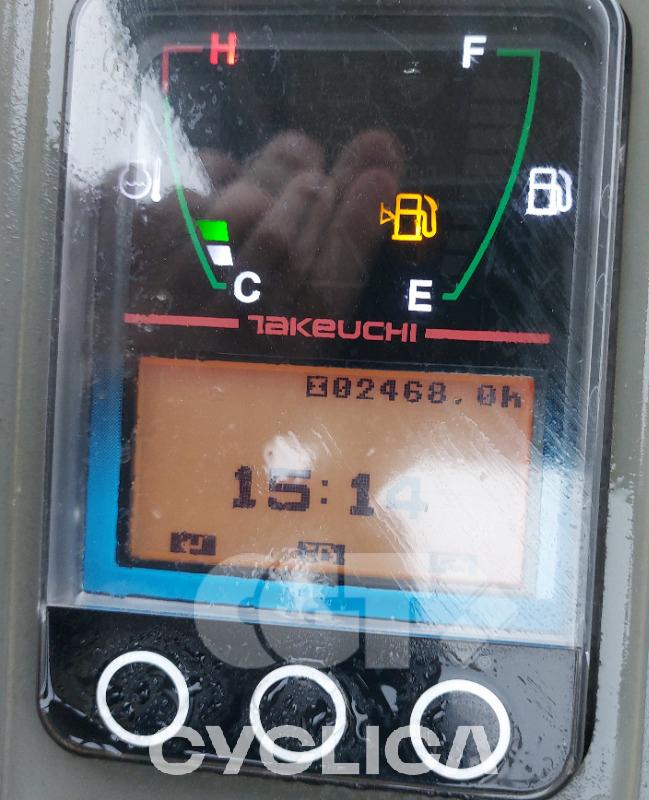 H F
C E
TAKEUCHI
02468.0h
15:14
CYCLICA